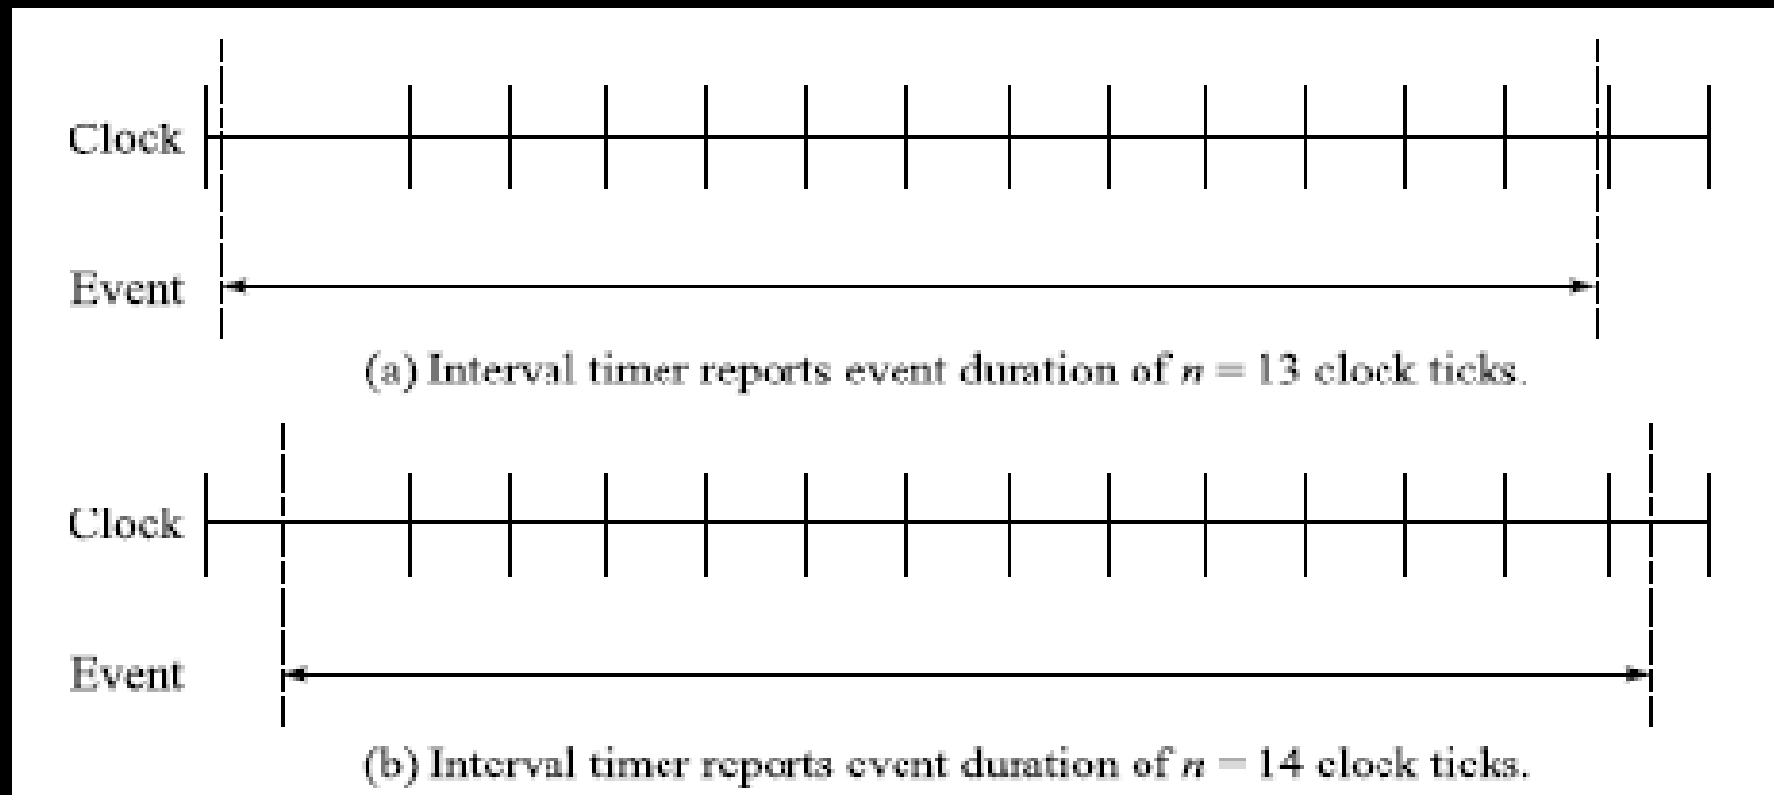 Clock
Event
(a) Interval timer reports event duration of n = 13 clock ticks.
Clock
Event
(b) Interval timer reports event duration of n = 14 clock ticks.